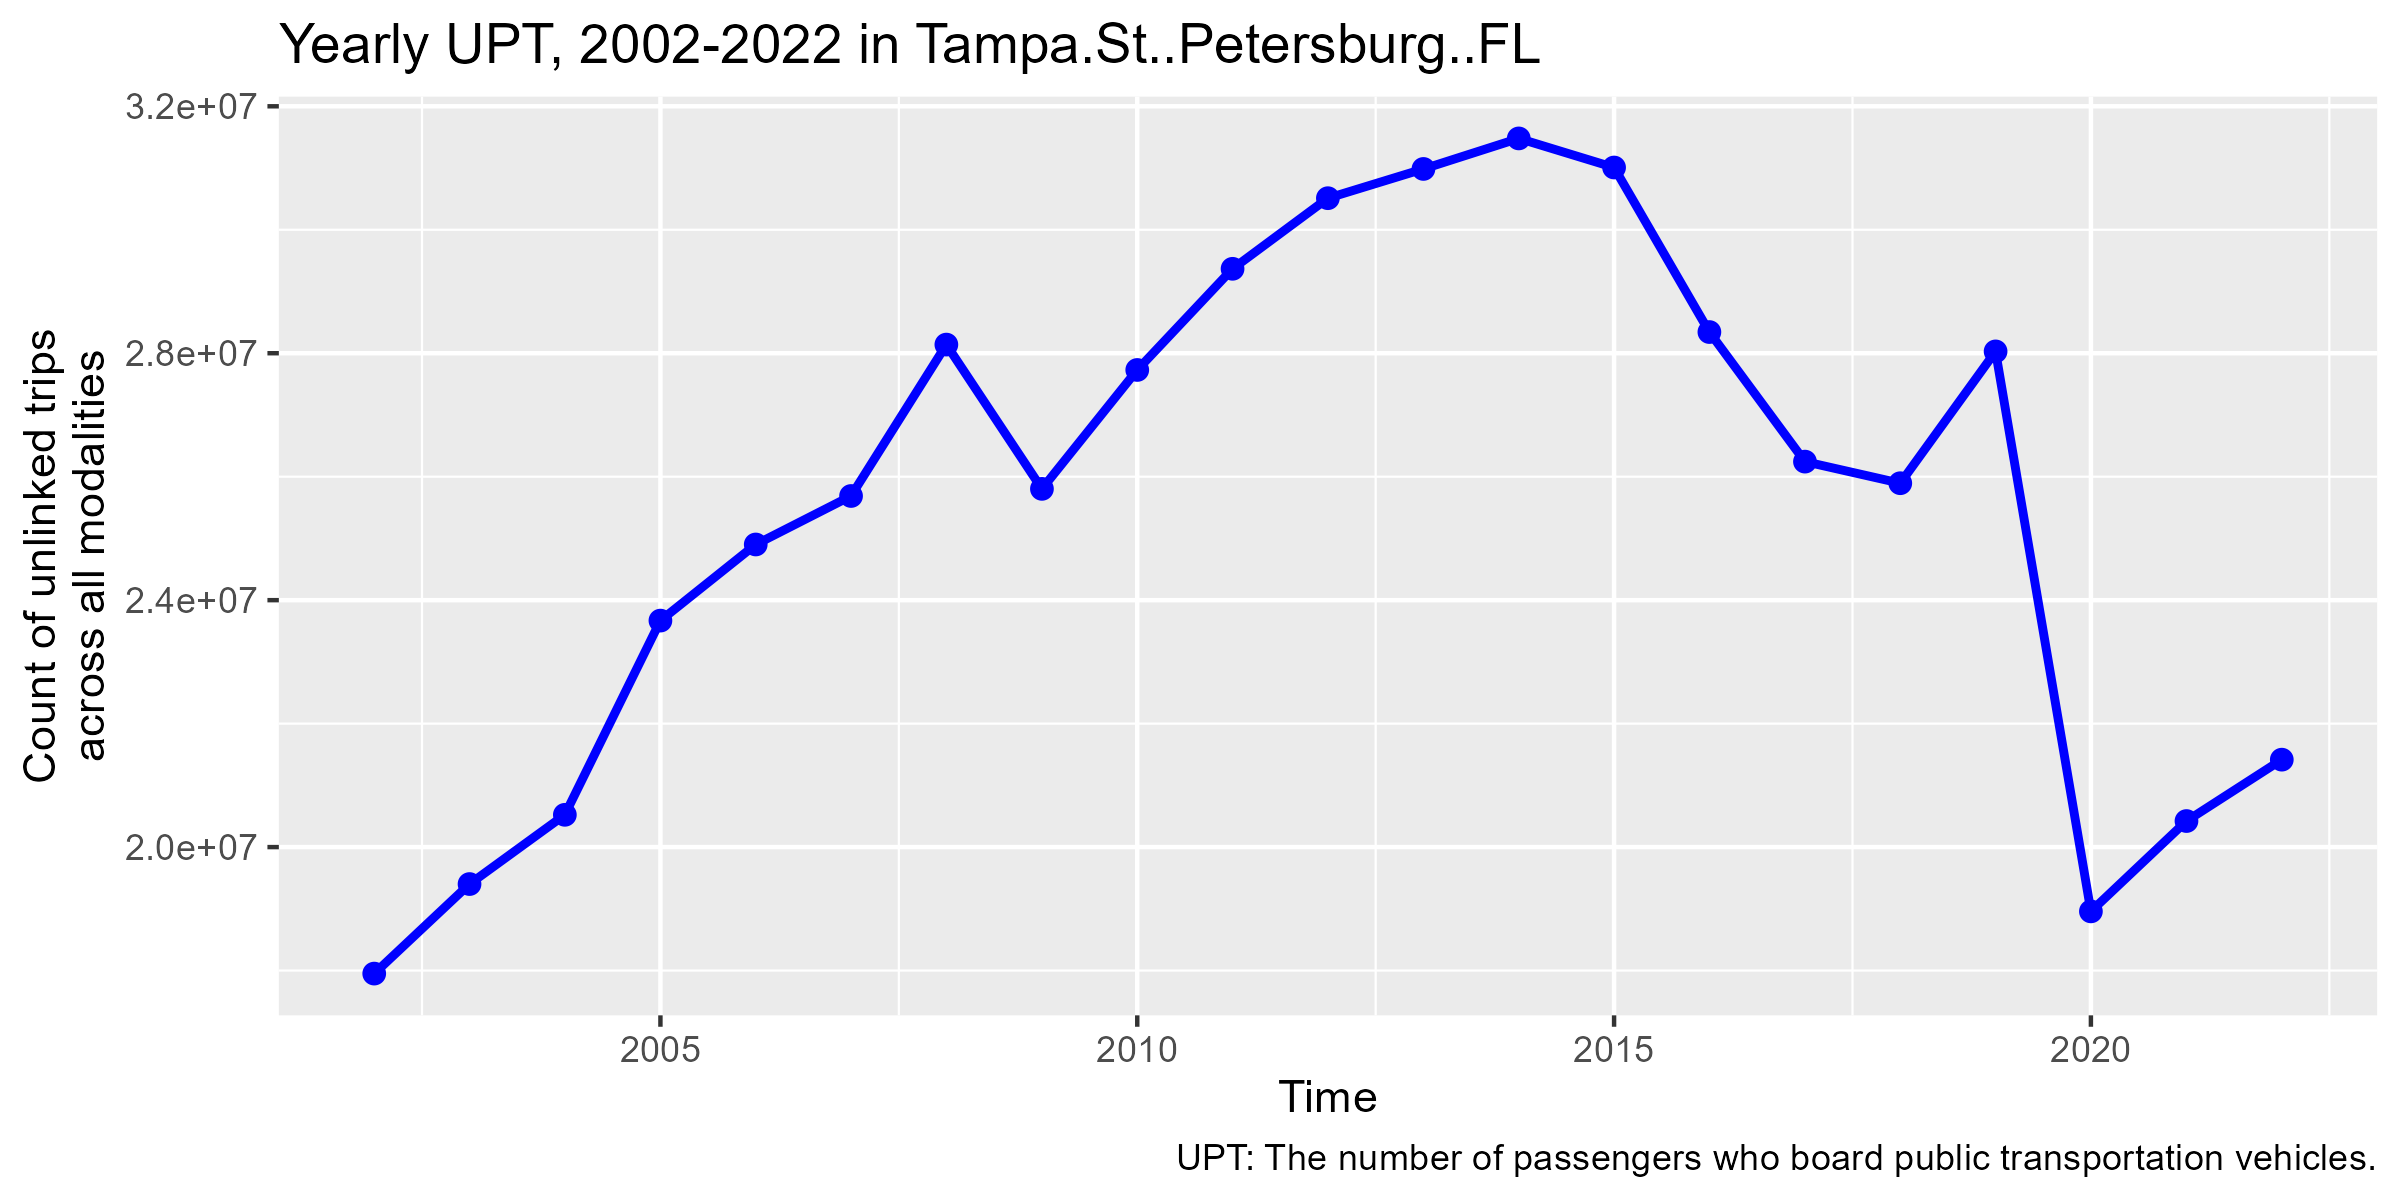 Yearly UPT, 2002-2022 in Tampa.St..Petersburg..FL
Count of unlinked trips
across all modalities
3.2e+07
2.8e+07
2.4e+07
2.0e+07
2005
2010
2015
2020
Time
UPT: The number of passengers who board public transportation vehicles.